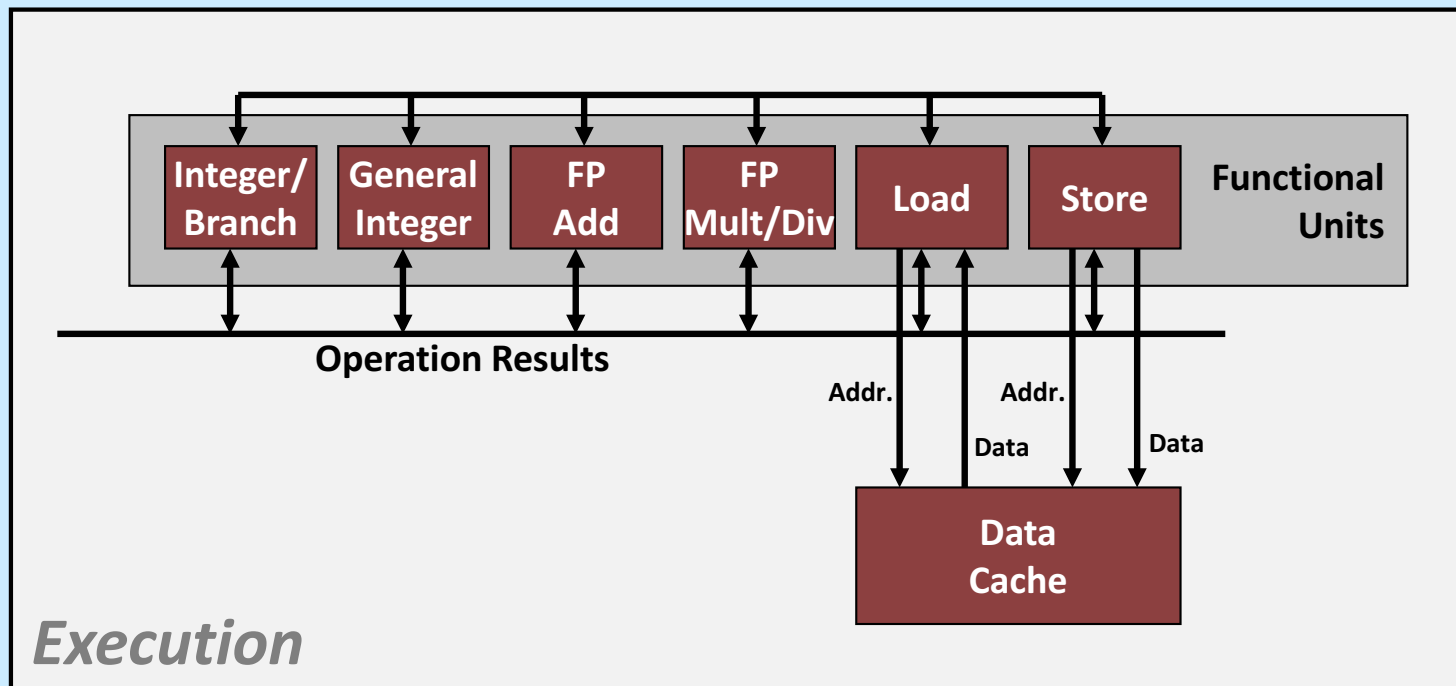 Integer/
Branch
General
Integer
FP
Add
FP
Mult/Div
Load
Store
Functional
Units
Operation Results
Addr.
Addr.
Data
Data
Data
Cache
Execution